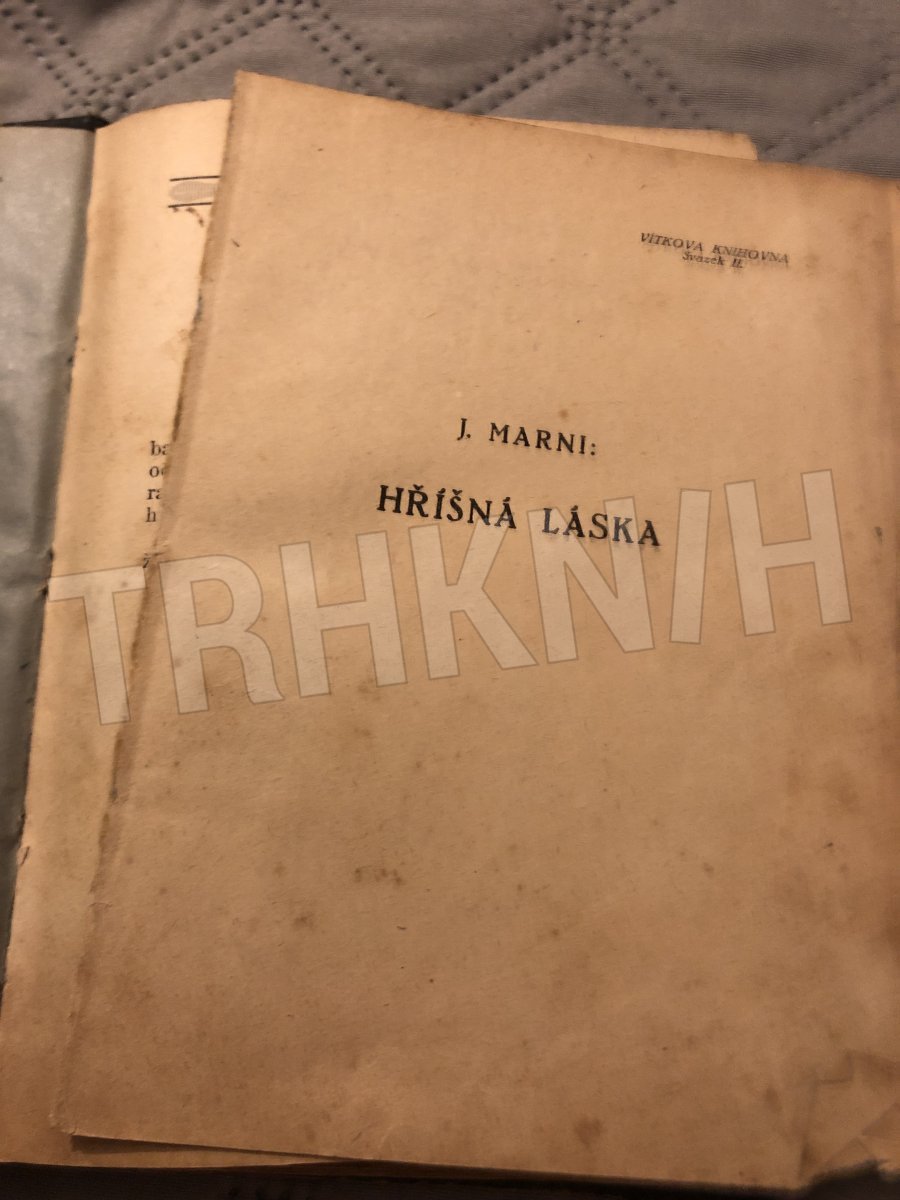 VÍTKOVA KNIHOVNA
Svazek II.
J. MARNI:
HŘÍŠNÁ LÁSKA
TRHKNIH
h